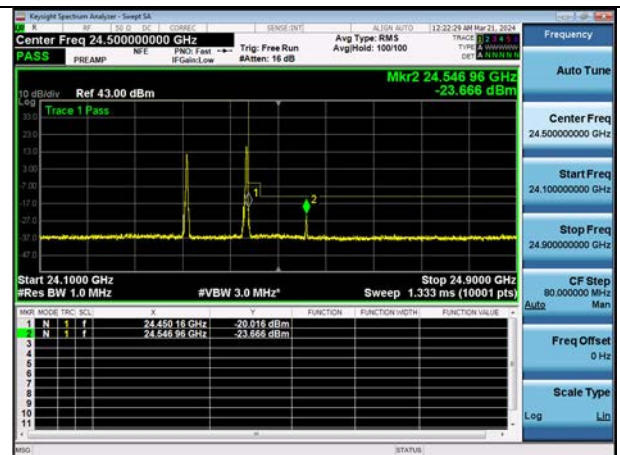 Keysight Spectrum Analyzer - Swept SA
R RF 50 Ω DC CORREC SENSE:INT ALIGN AUTO 12:22:29 AM Mar 21, 2024
Center Freq 24.500000000 GHz
NFE PNO: Fast Trig: Free Run Avg Type: RMS TRACE 1 2 3 4 5 6
PASS PREAMP IFGain:Low #Atten: 16 dB Avg|Hold: 100/100 TYPE A WWWWW
DET A N N N N N
Mkr2 24.546 96 GHz
10 dB/div Ref 43.00 dBm -23.666 dBm
Log
Trace 1 Pass
33.0
23.0
13.0
3.00
-7.00
-17.0
-27.0
-37.0
-47.0
1
2
Start 24.1000 GHz Stop 24.9000 GHz
#Res BW 1.0 MHz #VBW 3.0 MHz* Sweep 1.333 ms (10001 pts)
MKR MODE TRC SCL X Y FUNCTION FUNCTION WIDTH FUNCTION VALUE
1 N 1 f 24.450 16 GHz -20.016 dBm
2 N 1 f 24.546 96 GHz -23.666 dBm
3
4
5
6
7
8
9
10
11
MSG STATUS
Frequency
Auto Tune
Center Freq
24.500000000 GHz
Start Freq
24.100000000 GHz
Stop Freq
24.900000000 GHz
CF Step
80.000000 MHz
Auto Man
Freq Offset
0 Hz
Scale Type
Log Lin